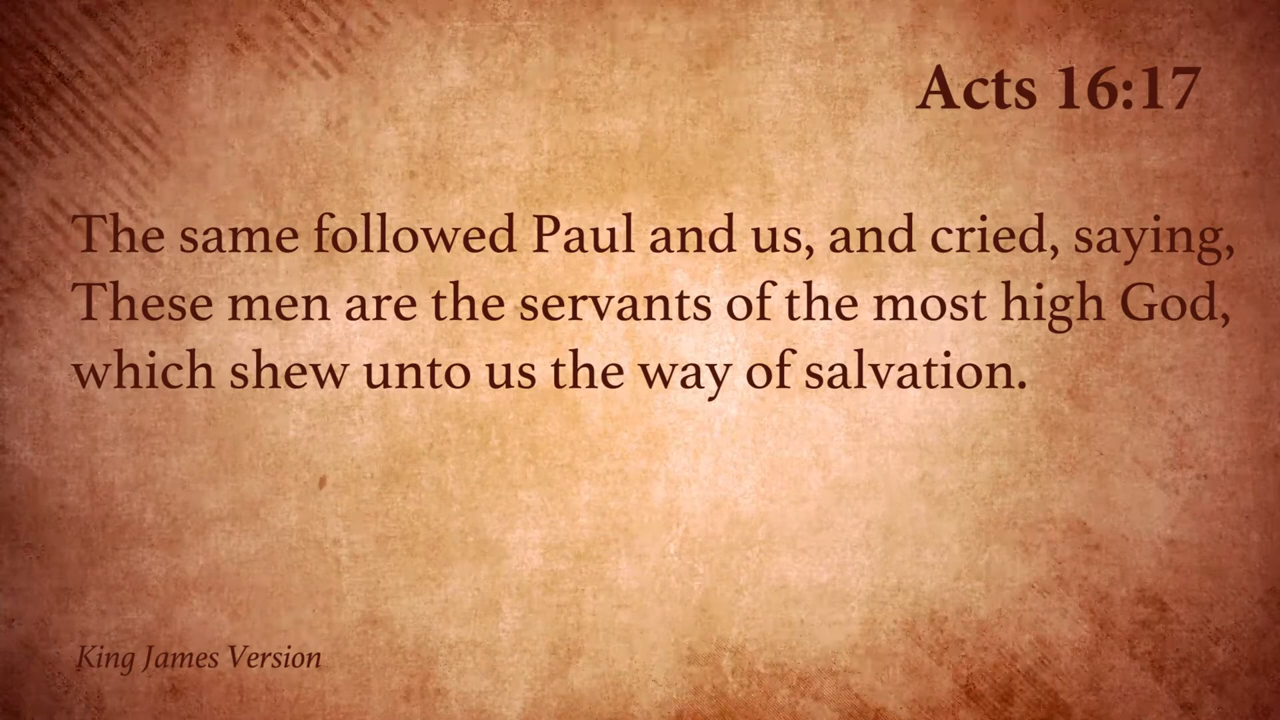 Acts 16:17
The same followed Paul and us, and cried, saying,
These men are the servants of the most high God,
which shew unto us the way of salvation.
King James Version